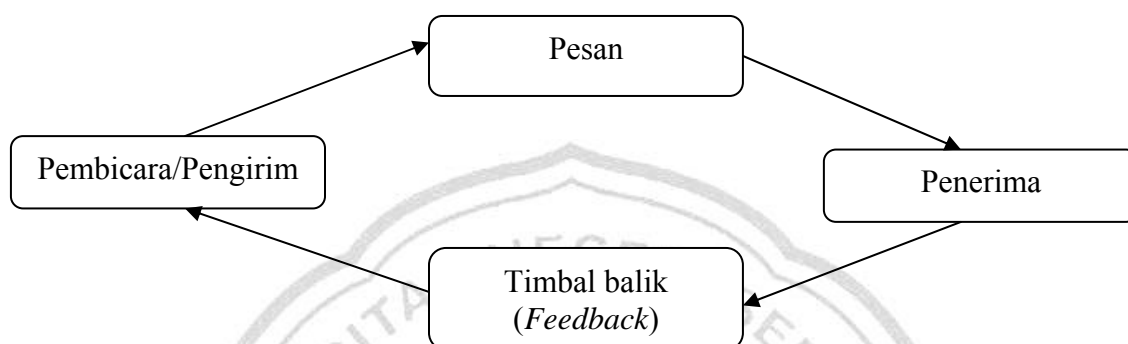 Pesan
Pembicara/Pengirim
Penerima
Timbal balik
(Feedback)